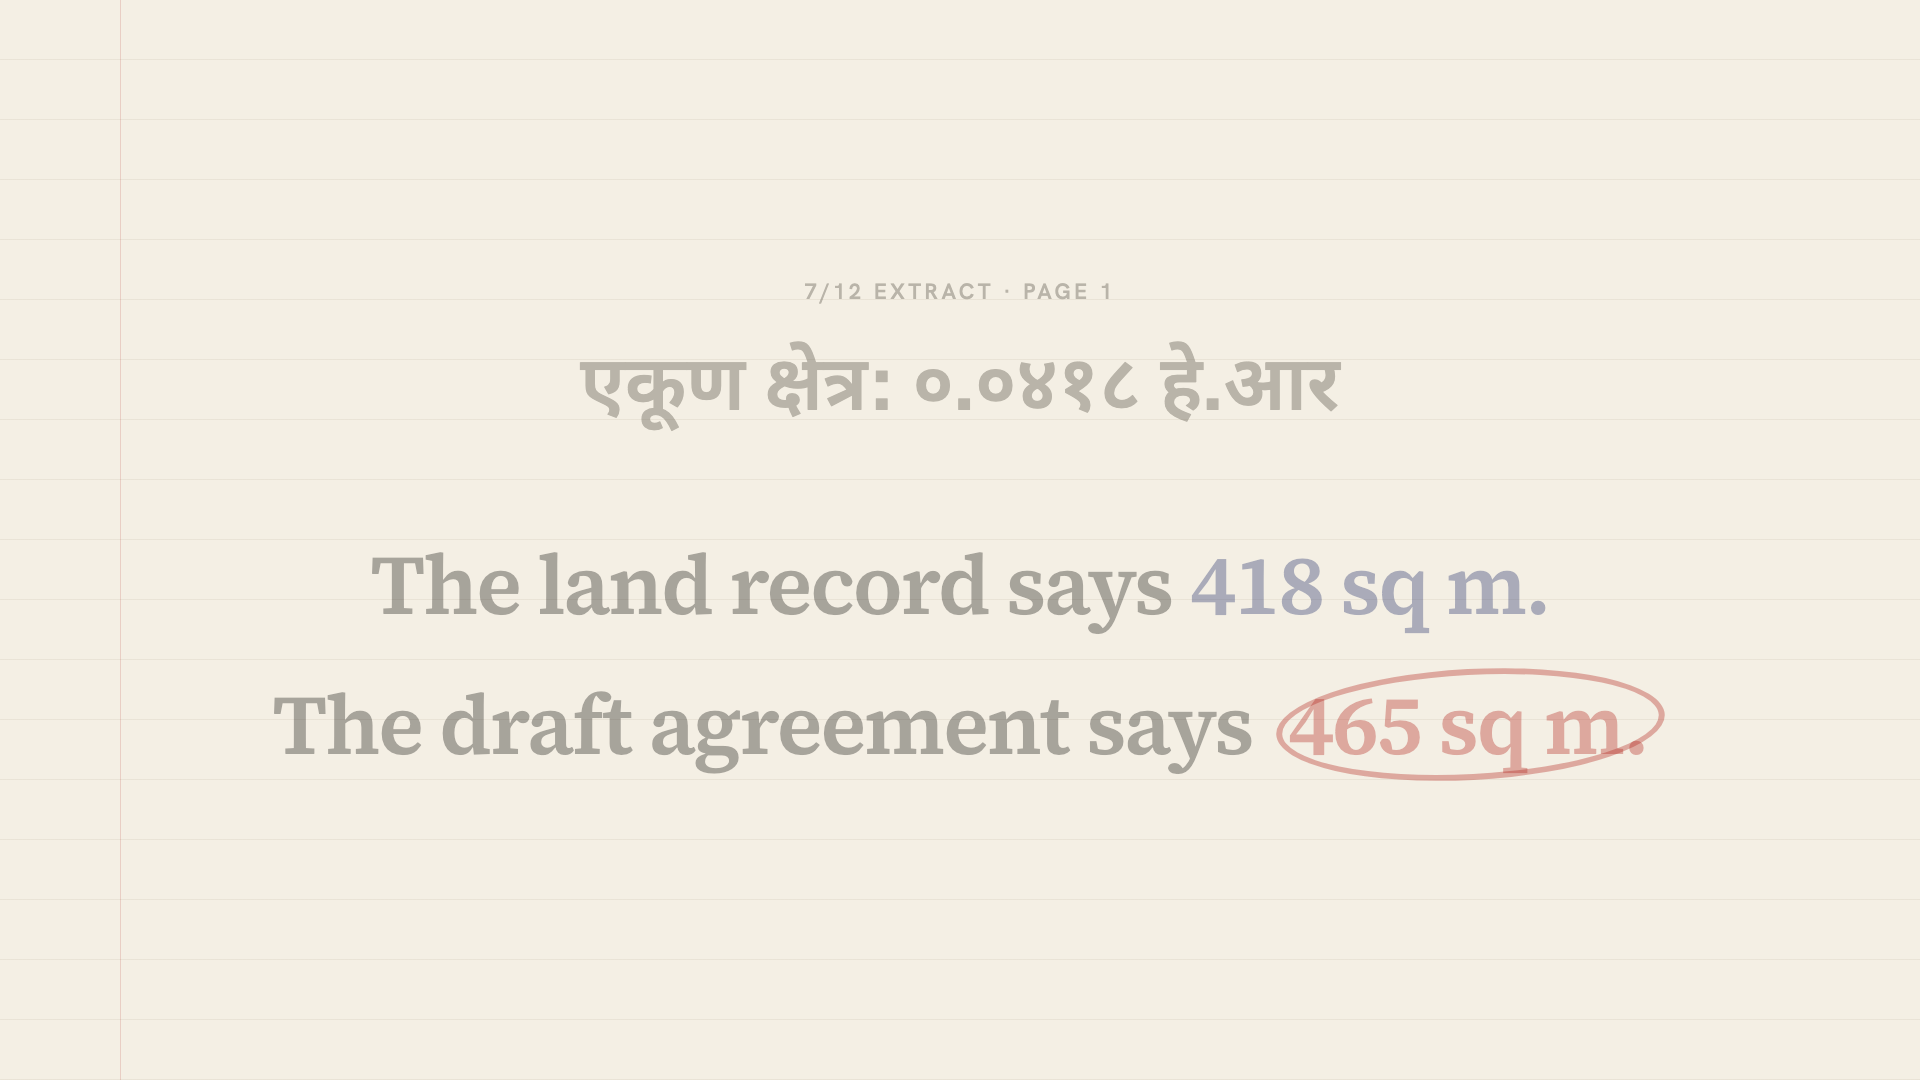 7/12 EXTRACT · PAGE 1
एकूण क्षेत्र: ०.०४१८ हे.आर
The land record says 418 sq m.
The draft agreement says 465 sq m.